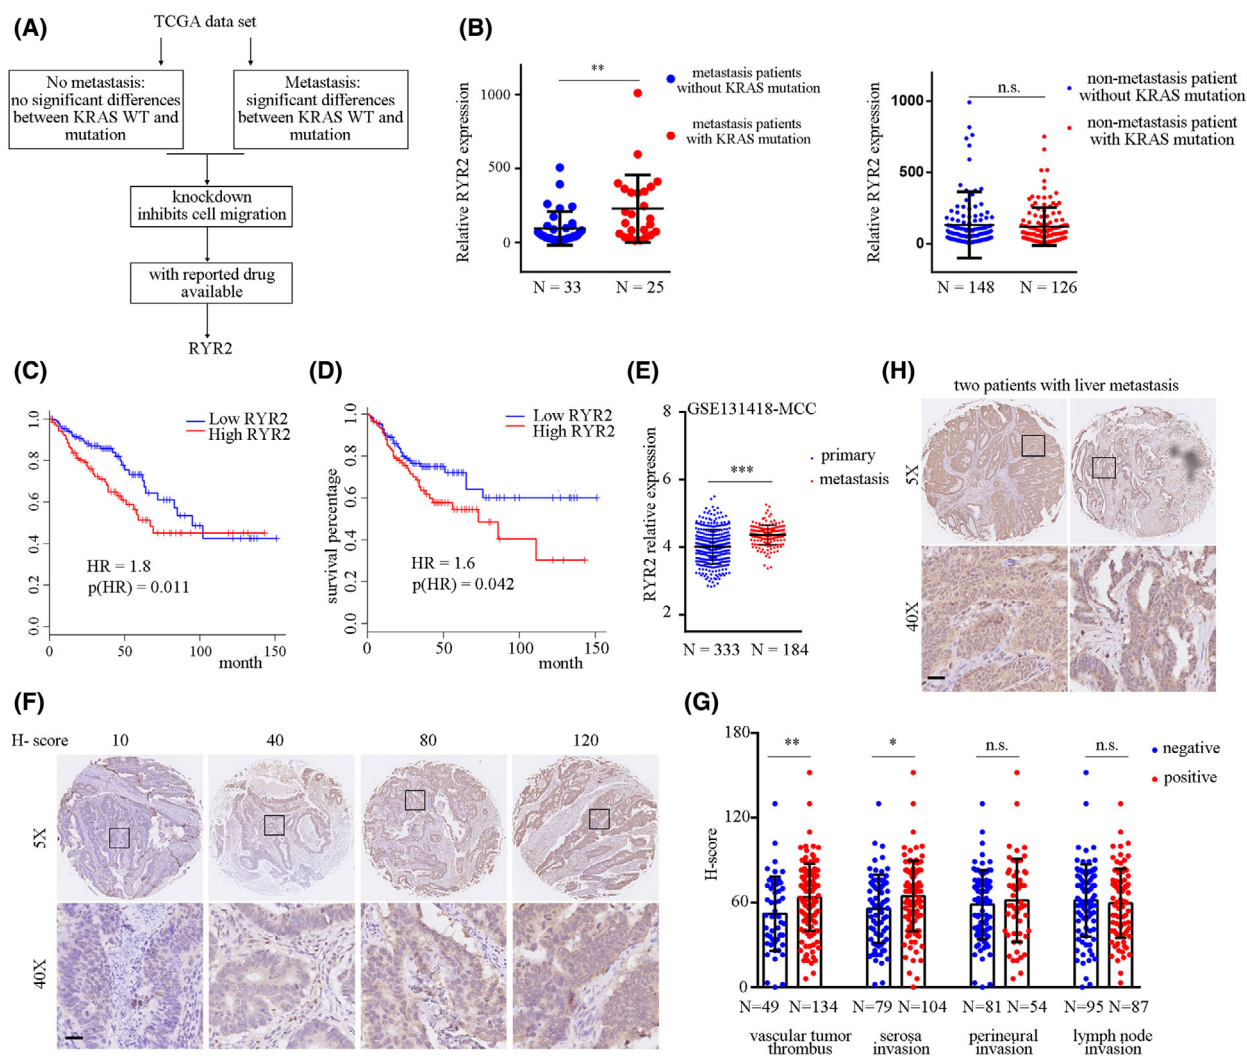 (A)
TCGA data set
No metastasis:
no significant differences
between KRAS WT and
mutation
Metastasis:
significant differences
between KRAS WT and
mutation
knockdown
inhibits cell migration
with reported drug
available
RYR2
(B)
Relative RYR2 expression
1000
500
0
**
N = 33
N = 25
metastasis patients
without KRAS mutation
metastasis patients
with KRAS mutation
Relative RYR2 expression
1000
500
0
n.s.
N = 148
N = 126
non-metastasis patient
without KRAS mutation
non-metastasis patient
with KRAS mutation
(C)
1.0
0.8
0.6
0.4
0.2
0.0
Low RYR2
High RYR2
HR = 1.8
p(HR) = 0.011
0
50
100
150
month
(D)
survival percentage
1.0
0.8
0.6
0.4
0.2
0.0
Low RYR2
High RYR2
HR = 1.6
p(HR) = 0.042
0
50
100
150
month
(E)
GSE131418-MCC
RYR2 relative expression
8
6
4
2
***
primary
metastasis
N = 333
N = 184
(H)
two patients with liver metastasis
5X
40X
(F)
H- score
10
40
80
120
5X
40X
(G)
H-score
180
120
60
0
**
*
n.s.
n.s.
negative
positive
N=49
N=134
N=79
N=104
N=81
N=54
N=95
N=87
vascular tumor
thrombus
serosa
invasion
perineural
invasion
lymph node
invasion